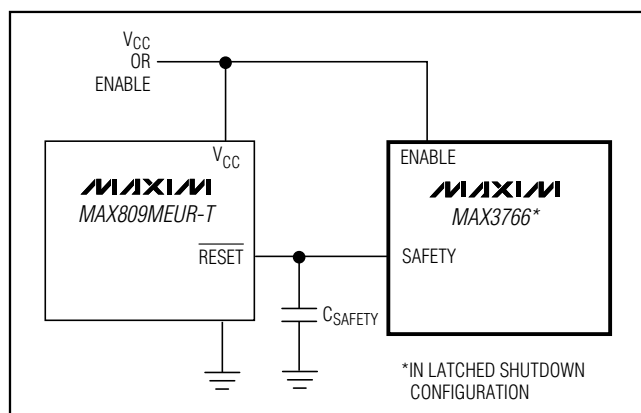 VCC
OR
ENABLE
VCC
MAXIM
MAX809MEUR-T
RESET
ENABLE
MAXIM
MAX3766*
SAFETY
CSAFETY
*IN LATCHED SHUTDOWN
CONFIGURATION